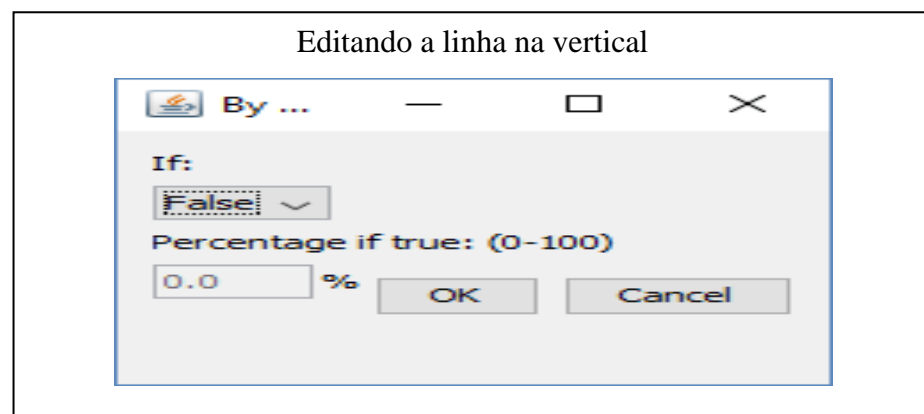 Editando a linha na vertical
By ...
If:
False
Percentage if true: (0-100)
0.0 % OK Cancel